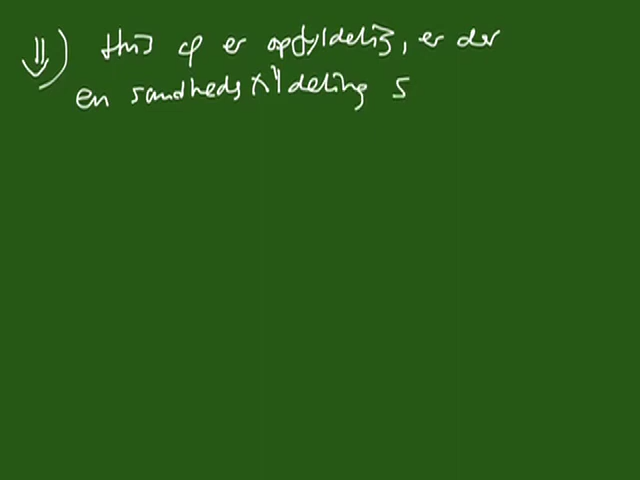 ⇓) Hvis φ er opfyldelig, er der
en sandhedstildeling s